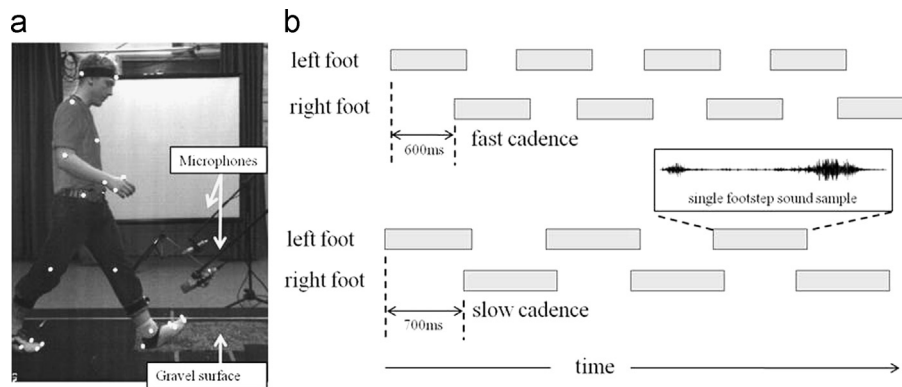 a
Microphones
Gravel surface
b
left foot
right foot
600ms
fast cadence
single footstep sound sample
left foot
right foot
700ms
slow cadence
time